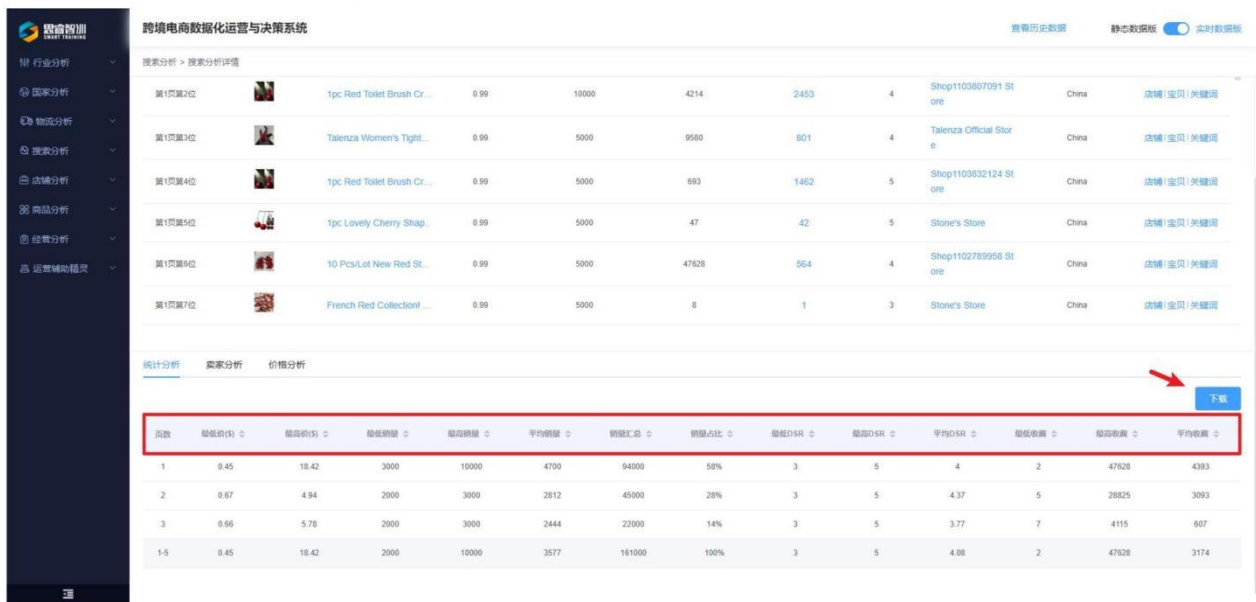 思睿智训
SMART TRAINING
跨境电商数据化运营与决策系统
查看历史数据
静态数据版 实时数据版
行业分析
国家分析
物流分析
搜索分析
店铺分析
商品分析
经营分析
运营辅助精灵
搜索分析 > 搜索分析详情
第1页第2位 1pc Red Toilet Brush Cr... 0.99 10000 4214 2453 4 Shop1103807091 St China 店铺|宝贝|关键词
ore
第1页第3位 Talenza Women's Tight... 0.99 5000 9580 801 4 Talenza Official Stor China 店铺|宝贝|关键词
e
第1页第4位 1pc Red Toilet Brush Cr... 0.99 5000 693 1462 5 Shop1103832124 St China 店铺|宝贝|关键词
ore
第1页第5位 1pc Lovely Cherry Shap... 0.99 5000 47 42 5 Stone's Store China 店铺|宝贝|关键词
第1页第6位 10 Pcs/Lot New Red St... 0.99 5000 47628 564 4 Shop1102789958 St China 店铺|宝贝|关键词
ore
第1页第7位 French Red Collection! ... 0.99 5000 8 1 3 Stone's Store China 店铺|宝贝|关键词
统计分析 卖家分析 价格分析
下载
页数 最低价($) 最高价($) 最低销量 最高销量 平均销量 销量汇总 销量占比 最低DSR 最高DSR 平均DSR 最低收藏 最高收藏 平均收藏
1 0.45 18.42 3000 10000 4700 94000 58% 3 5 4 2 47628 4393
2 0.67 4.94 2000 3000 2812 45000 28% 3 5 4.37 5 28825 3093
3 0.66 5.78 2000 3000 2444 22000 14% 3 5 3.77 7 4115 607
1-5 0.45 18.42 2000 10000 3577 161000 100% 3 5 4.08 2 47628 3174